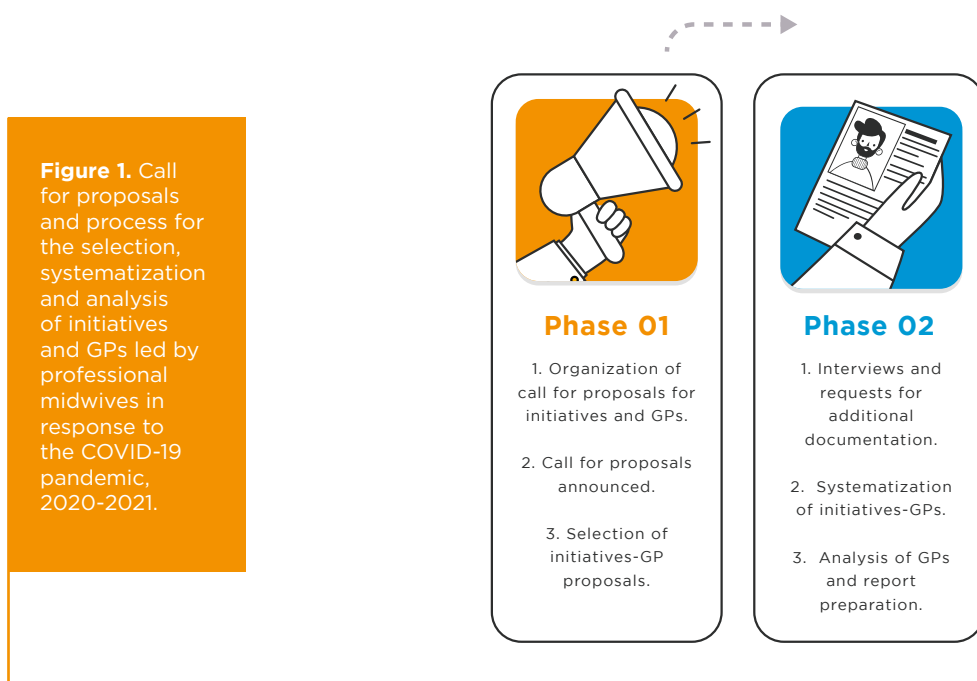 Figure 1. Call
for proposals
and process for
the selection,
systematization
and analysis
of initiatives
and GPs led by
professional
midwives in
response to
the COVID-19
pandemic,
2020-2021.
Phase 01
1. Organization of
call for proposals for
initiatives and GPs.
2. Call for proposals
announced.
3. Selection of
initiatives-GP
proposals.
Phase 02
1. Interviews and
requests for
additional
documentation.
2. Systematization
of initiatives-GPs.
3. Analysis of GPs
and report
preparation.